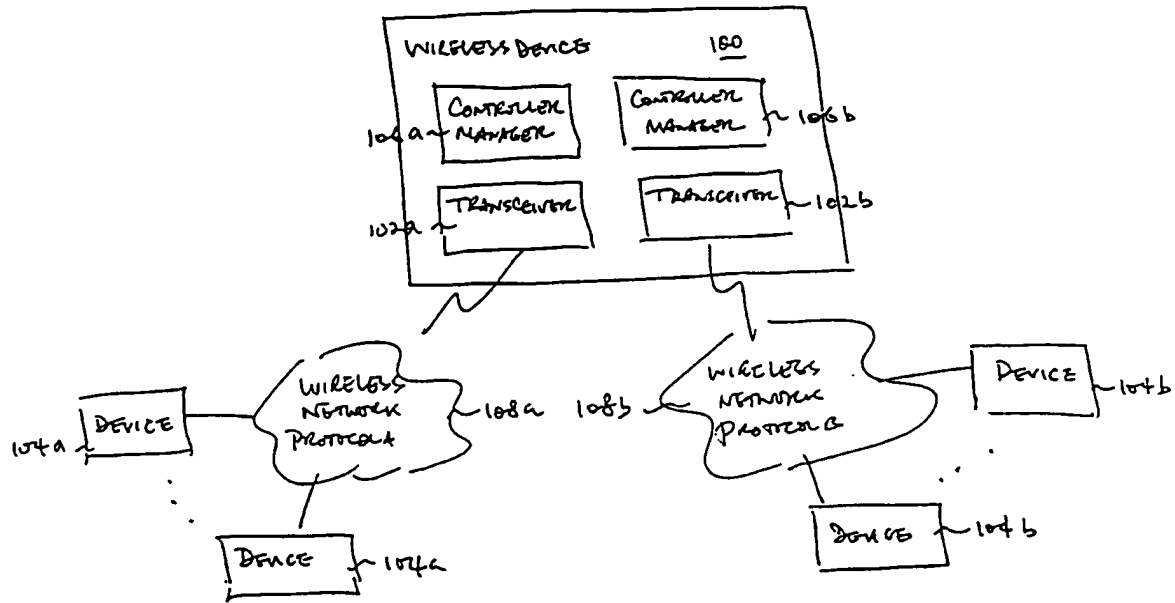 WIRELESS DEVICE 100
CONTROLLER
MANAGER
106a
CONTROLLER
MANAGER
106b
TRANSCEIVER
102a
TRANSCEIVER
102b
WIRELESS
NETWORK
PROTOCOL A
108a
108b
WIRELESS
NETWORK
PROTOCOL B
DEVICE
104b
DEVICE
104a
DEVICE
104a
DEVICE
104b